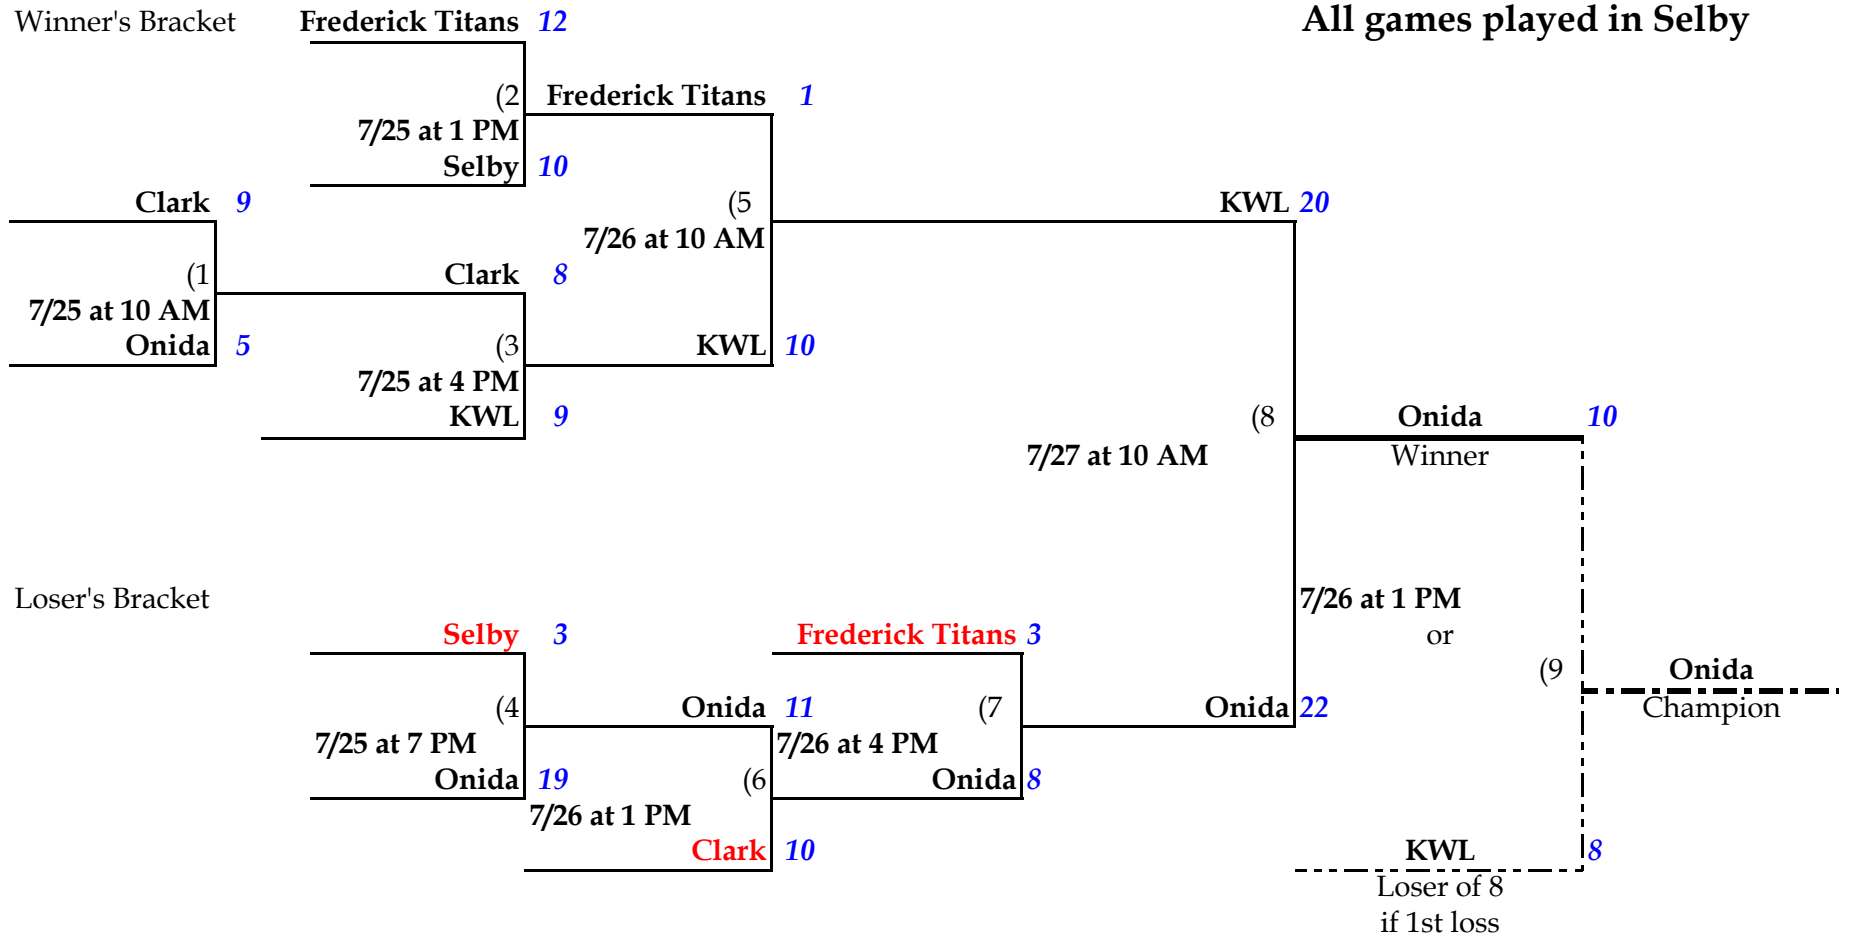 Winner's Bracket Frederick Titans 12 All games played in Selby
(2 Frederick Titans 1
7/25 at 1 PM
Selby 10
Clark 9 (5 KWL 20
7/26 at 10 AM
(1 Clark 8
7/25 at 10 AM
Onida 5 (3 KWL 10
7/25 at 4 PM
KWL 9 (8 Onida 10
7/27 at 10 AM Winner
Loser's Bracket 7/26 at 1 PM
Selby 3 Frederick Titans 3 or
(9 Onida
(4 Onida 11 (7 Onida 22 Champion
7/25 at 7 PM 7/26 at 4 PM
Onida 19 (6 Onida 8
7/26 at 1 PM
Clark 10 KWL 8
Loser of 8
if 1st loss